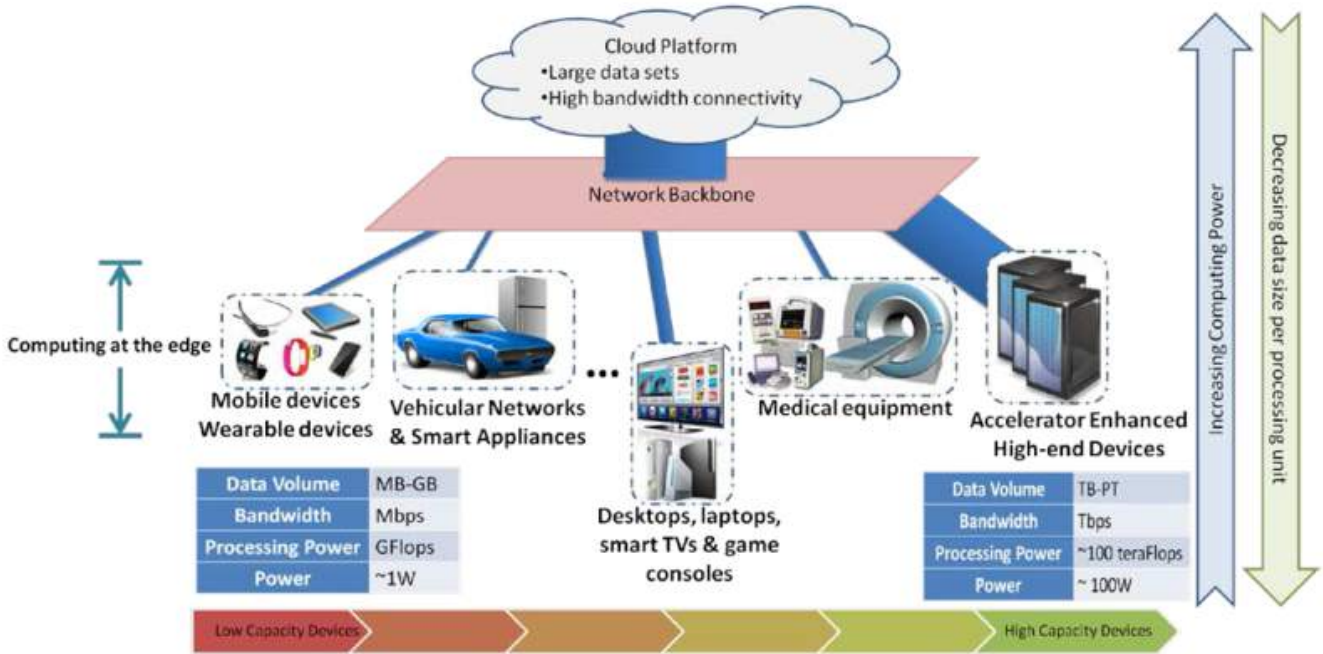 Cloud Platform
•Large data sets
•High bandwidth connectivity
Network Backbone
Computing at the edge
Mobile devices
Wearable devices
Vehicular Networks
& Smart Appliances
...
Desktops, laptops,
smart TVs & game
consoles
Medical equipment
Accelerator Enhanced
High-end Devices
Increasing Computing Power
Decreasing data size per processing unit
Data Volume MB-GB
Bandwidth Mbps
Processing Power GFlops
Power ~1W
Data Volume TB-PT
Bandwidth Tbps
Processing Power ~100 teraFlops
Power ~ 100W
Low Capacity Devices
High Capacity Devices